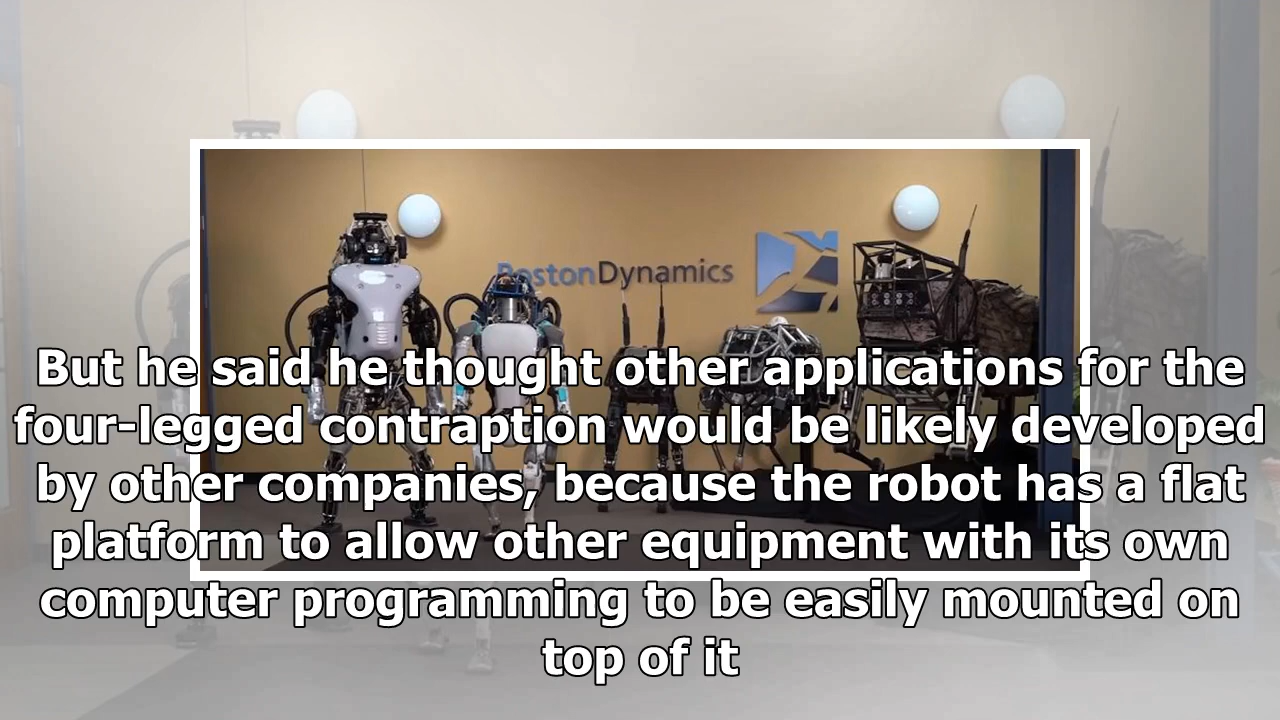 BostonDynamics
But he said he thought other applications for the
four-legged contraption would be likely developed
by other companies, because the robot has a flat
platform to allow other equipment with its own
computer programming to be easily mounted on
top of it